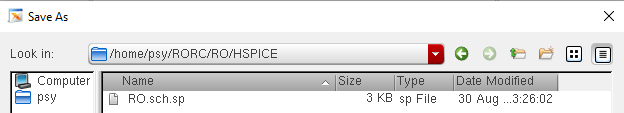 Save As
Look in: /home/psy/RORC/RO/HSPICE
Computer
psy
Name Size Type Date Modified
RO.sch.sp 3 KB sp File 30 Aug ...3:26:02